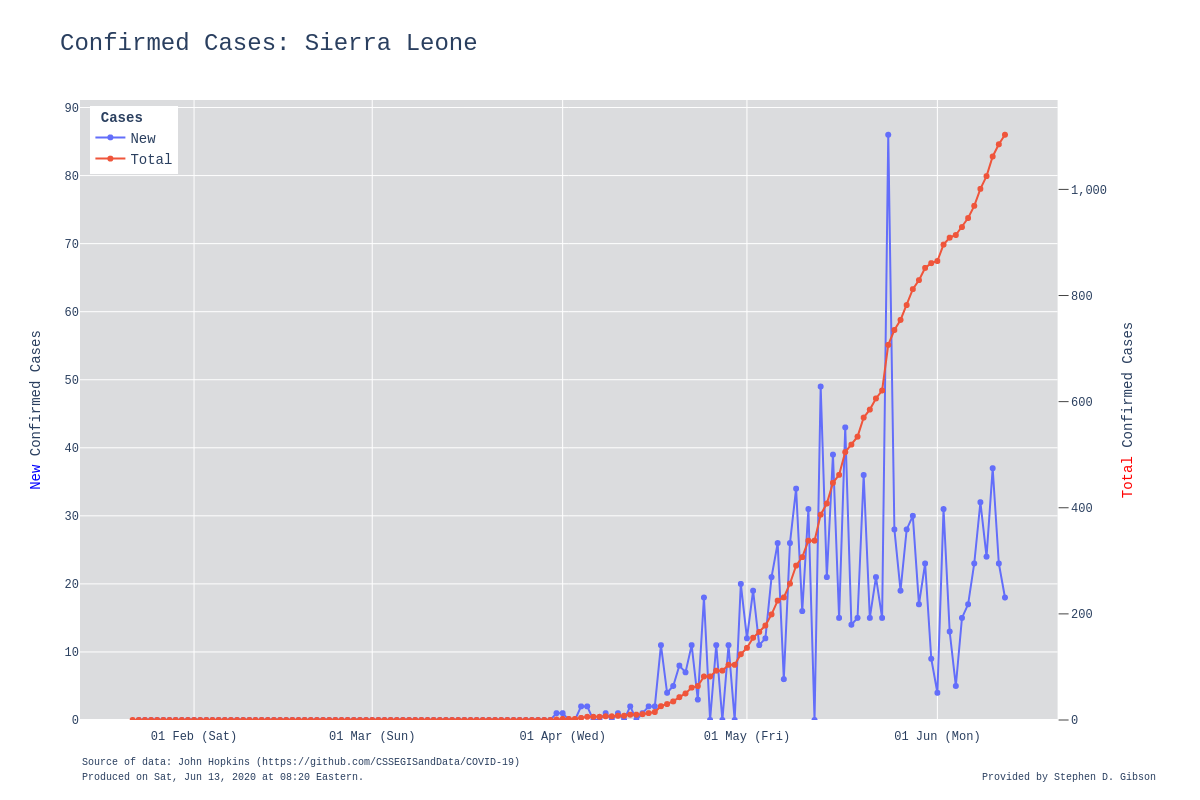 Confirmed Cases: Sierra Leone
Cases
New
Total
90
80
70
60
50
40
30
20
10
0
New Confirmed Cases
1,000
800
600
400
200
0
Total Confirmed Cases
01 Feb (Sat)
01 Mar (Sun)
01 Apr (Wed)
01 May (Fri)
01 Jun (Mon)
Source of data: John Hopkins (https://github.com/CSSEGISandData/COVID-19)
Produced on Sat, Jun 13, 2020 at 08:20 Eastern.
Provided by Stephen D. Gibson